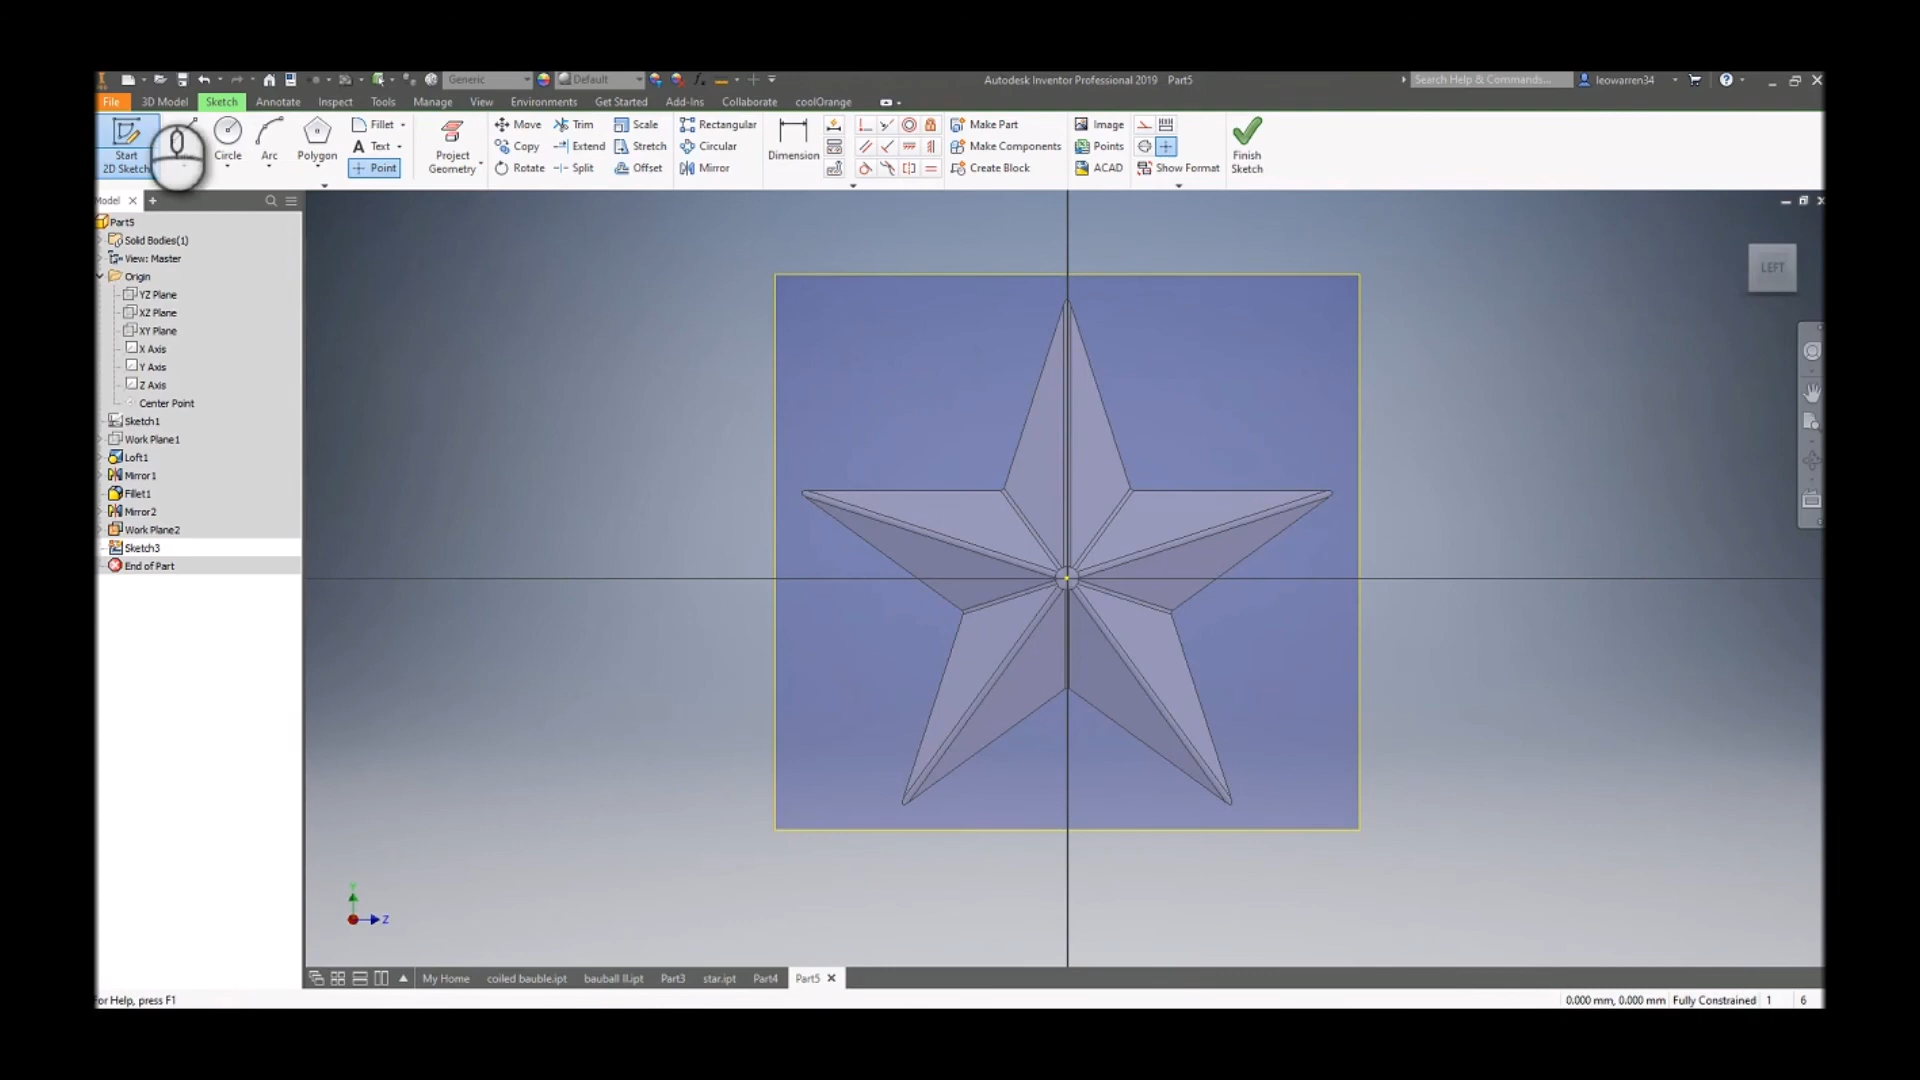 Generic Default Autodesk Inventor Professional 2019 Part5 Search Help & Commands... leowarren34
File 3D Model Sketch Annotate Inspect Tools Manage View Environments Get Started Add-Ins Collaborate coolOrange
Start
2D Sketch
Circle
Arc
Polygon
Fillet
Text
Point
Project
Geometry
Move Trim Scale
Copy Extend Stretch
Rotate Split Offset
Rectangular
Circular
Mirror
Dimension
Make Part
Make Components
Create Block
Image
Points
ACAD
Show Format
Finish
Sketch
Model
Part5
Solid Bodies(1)
View: Master
Origin
YZ Plane
XZ Plane
XY Plane
X Axis
Y Axis
Z Axis
Center Point
Sketch1
Work Plane1
Loft1
Mirror1
Fillet1
Mirror2
Work Plane2
Sketch3
End of Part
LEFT
Y
Z
My Home coiled bauble.ipt bauball II.ipt Part3 star.ipt Part4 Part5
For Help, press F1
0.000 mm, 0.000 mm Fully Constrained 1 6